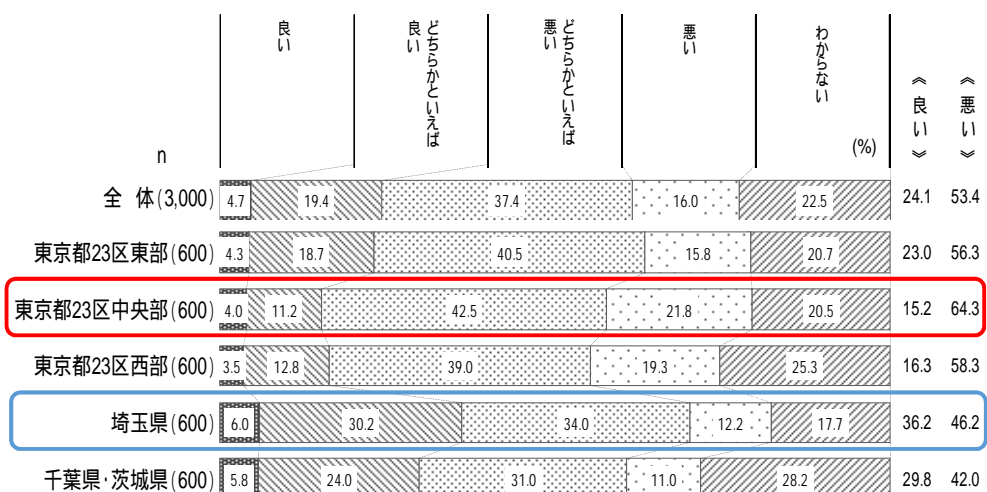 良い
どちらかといえば
良い
どちらかといえば
悪い
悪い
わからない
《良い》
《悪い》
(%)
n
全 体(3,000) 4.7 19.4 37.4 16.0 22.5 24.1 53.4
東京都23区東部(600) 4.3 18.7 40.5 15.8 20.7 23.0 56.3
東京都23区中央部(600) 4.0 11.2 42.5 21.8 20.5 15.2 64.3
東京都23区西部(600) 3.5 12.8 39.0 19.3 25.3 16.3 58.3
埼玉県(600) 6.0 30.2 34.0 12.2 17.7 36.2 46.2
千葉県・茨城県(600) 5.8 24.0 31.0 11.0 28.2 29.8 42.0